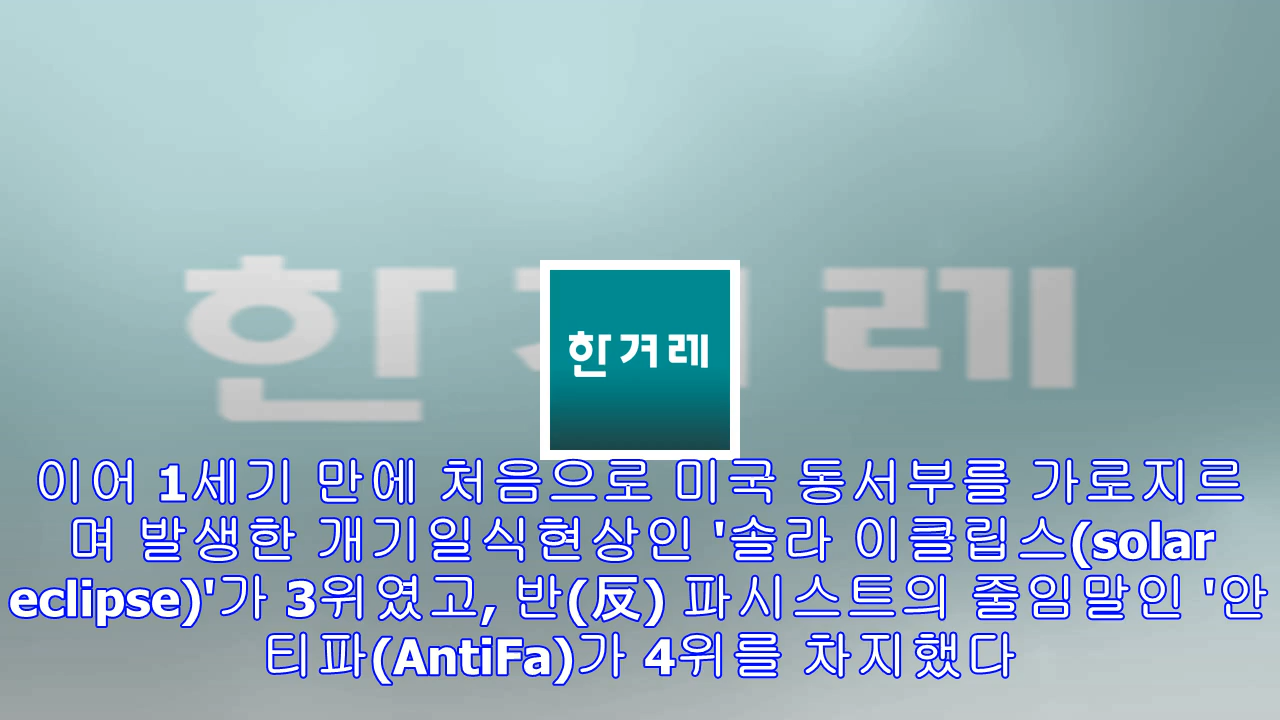 한겨레
한겨레
이어 1세기 만에 처음으로 미국 동서부를 가로지르
며 발생한 개기일식현상인 '솔라 이클립스(solar
eclipse)'가 3위였고, 반(反) 파시스트의 줄임말인 '안
티파(AntiFa)가 4위를 차지했다